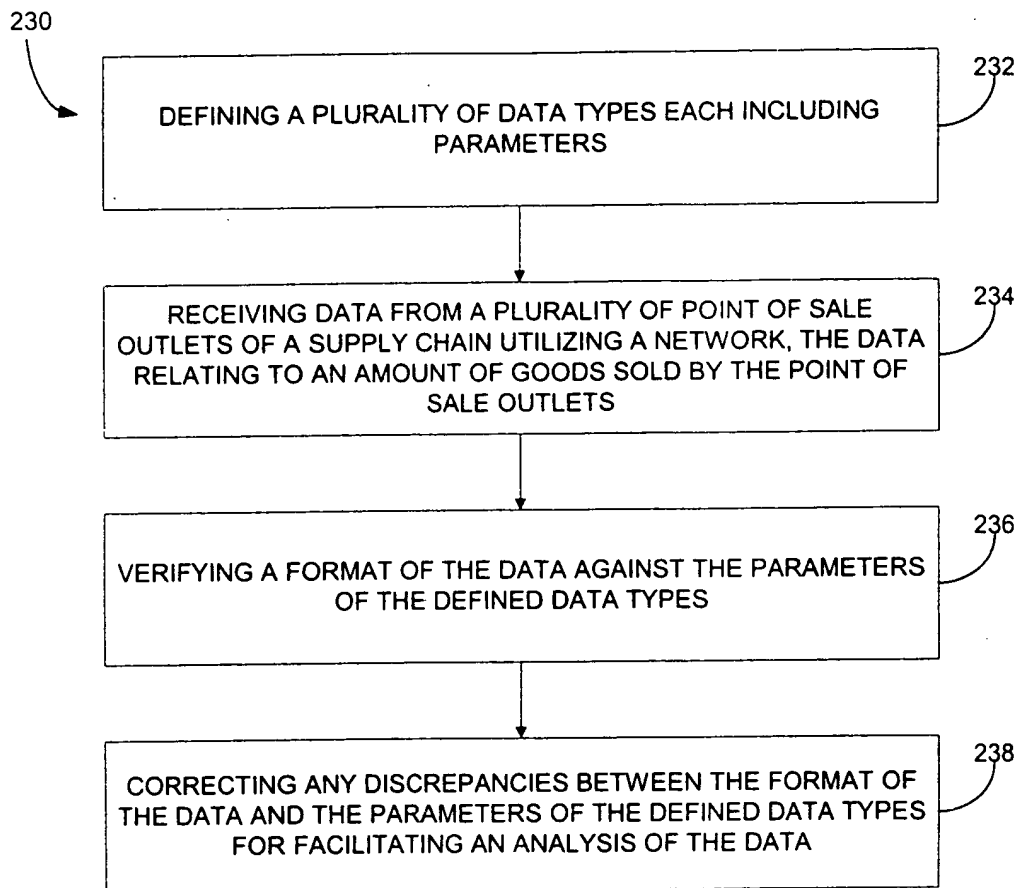 230
232
DEFINING A PLURALITY OF DATA TYPES EACH INCLUDING
PARAMETERS
234
RECEIVING DATA FROM A PLURALITY OF POINT OF SALE
OUTLETS OF A SUPPLY CHAIN UTILIZING A NETWORK, THE DATA
RELATING TO AN AMOUNT OF GOODS SOLD BY THE POINT OF
SALE OUTLETS
236
VERIFYING A FORMAT OF THE DATA AGAINST THE PARAMETERS
OF THE DEFINED DATA TYPES
238
CORRECTING ANY DISCREPANCIES BETWEEN THE FORMAT OF
THE DATA AND THE PARAMETERS OF THE DEFINED DATA TYPES
FOR FACILITATING AN ANALYSIS OF THE DATA